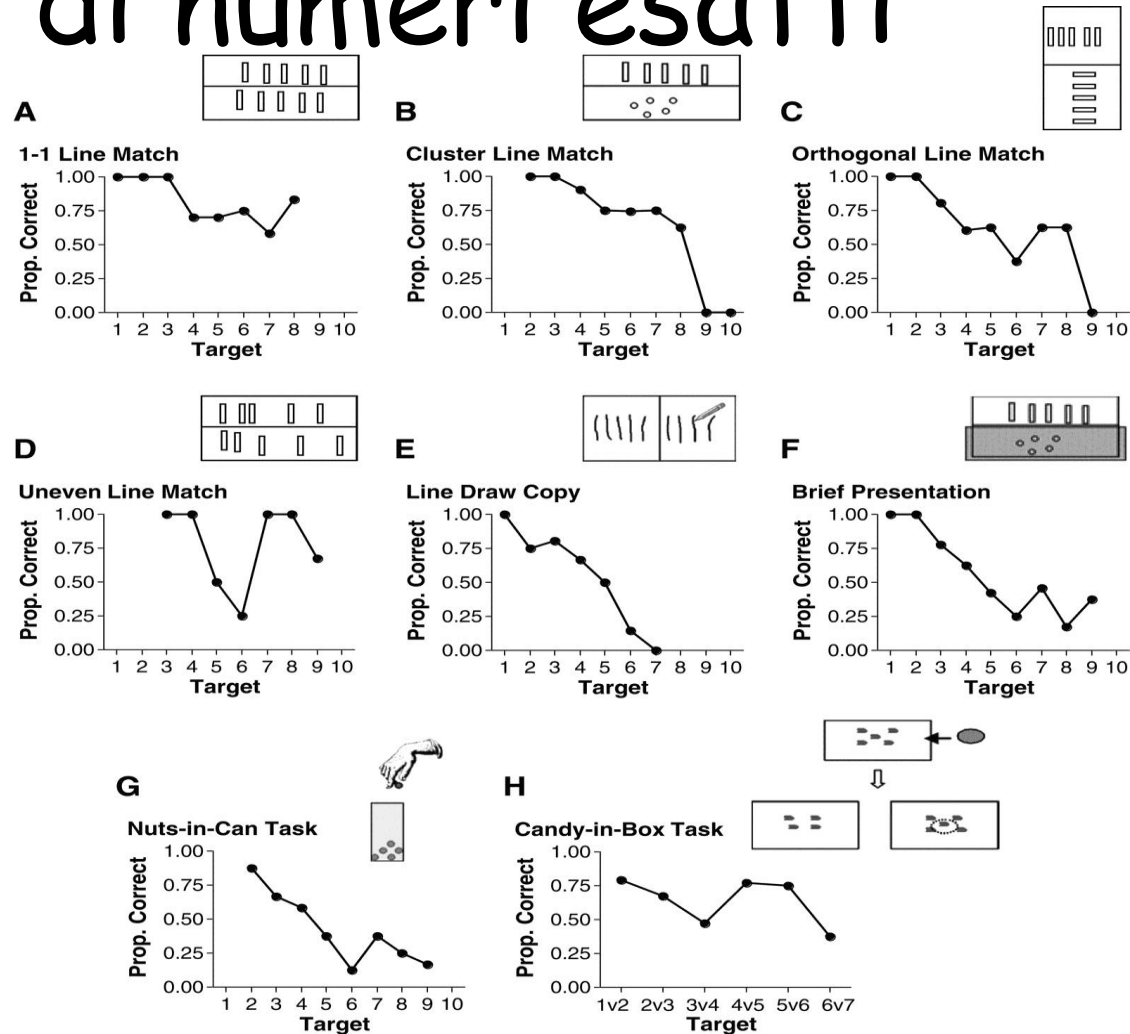 di numeri esatti
A
1-1 Line Match
Prop. Correct
1.00
0.75
0.50
0.25
0.00
1 2 3 4 5 6 7 8 9 10
Target
B
Cluster Line Match
Prop. Correct
1.00
0.75
0.50
0.25
0.00
1 2 3 4 5 6 7 8 9 10
Target
C
Orthogonal Line Match
Prop. Correct
1.00
0.75
0.50
0.25
0.00
1 2 3 4 5 6 7 8 9 10
Target
D
Uneven Line Match
Prop. Correct
1.00
0.75
0.50
0.25
0.00
1 2 3 4 5 6 7 8 9 10
Target
E
Line Draw Copy
Prop. Correct
1.00
0.75
0.50
0.25
0.00
1 2 3 4 5 6 7 8 9 10
Target
F
Brief Presentation
Prop. Correct
1.00
0.75
0.50
0.25
0.00
1 2 3 4 5 6 7 8 9 10
Target
G
Nuts-in-Can Task
Prop. Correct
1.00
0.75
0.50
0.25
0.00
1 2 3 4 5 6 7 8 9 10
Target
H
Candy-in-Box Task
Prop. Correct
1.00
0.75
0.50
0.25
0.00
1v2 2v3 3v4 4v5 5v6 6v7
Target